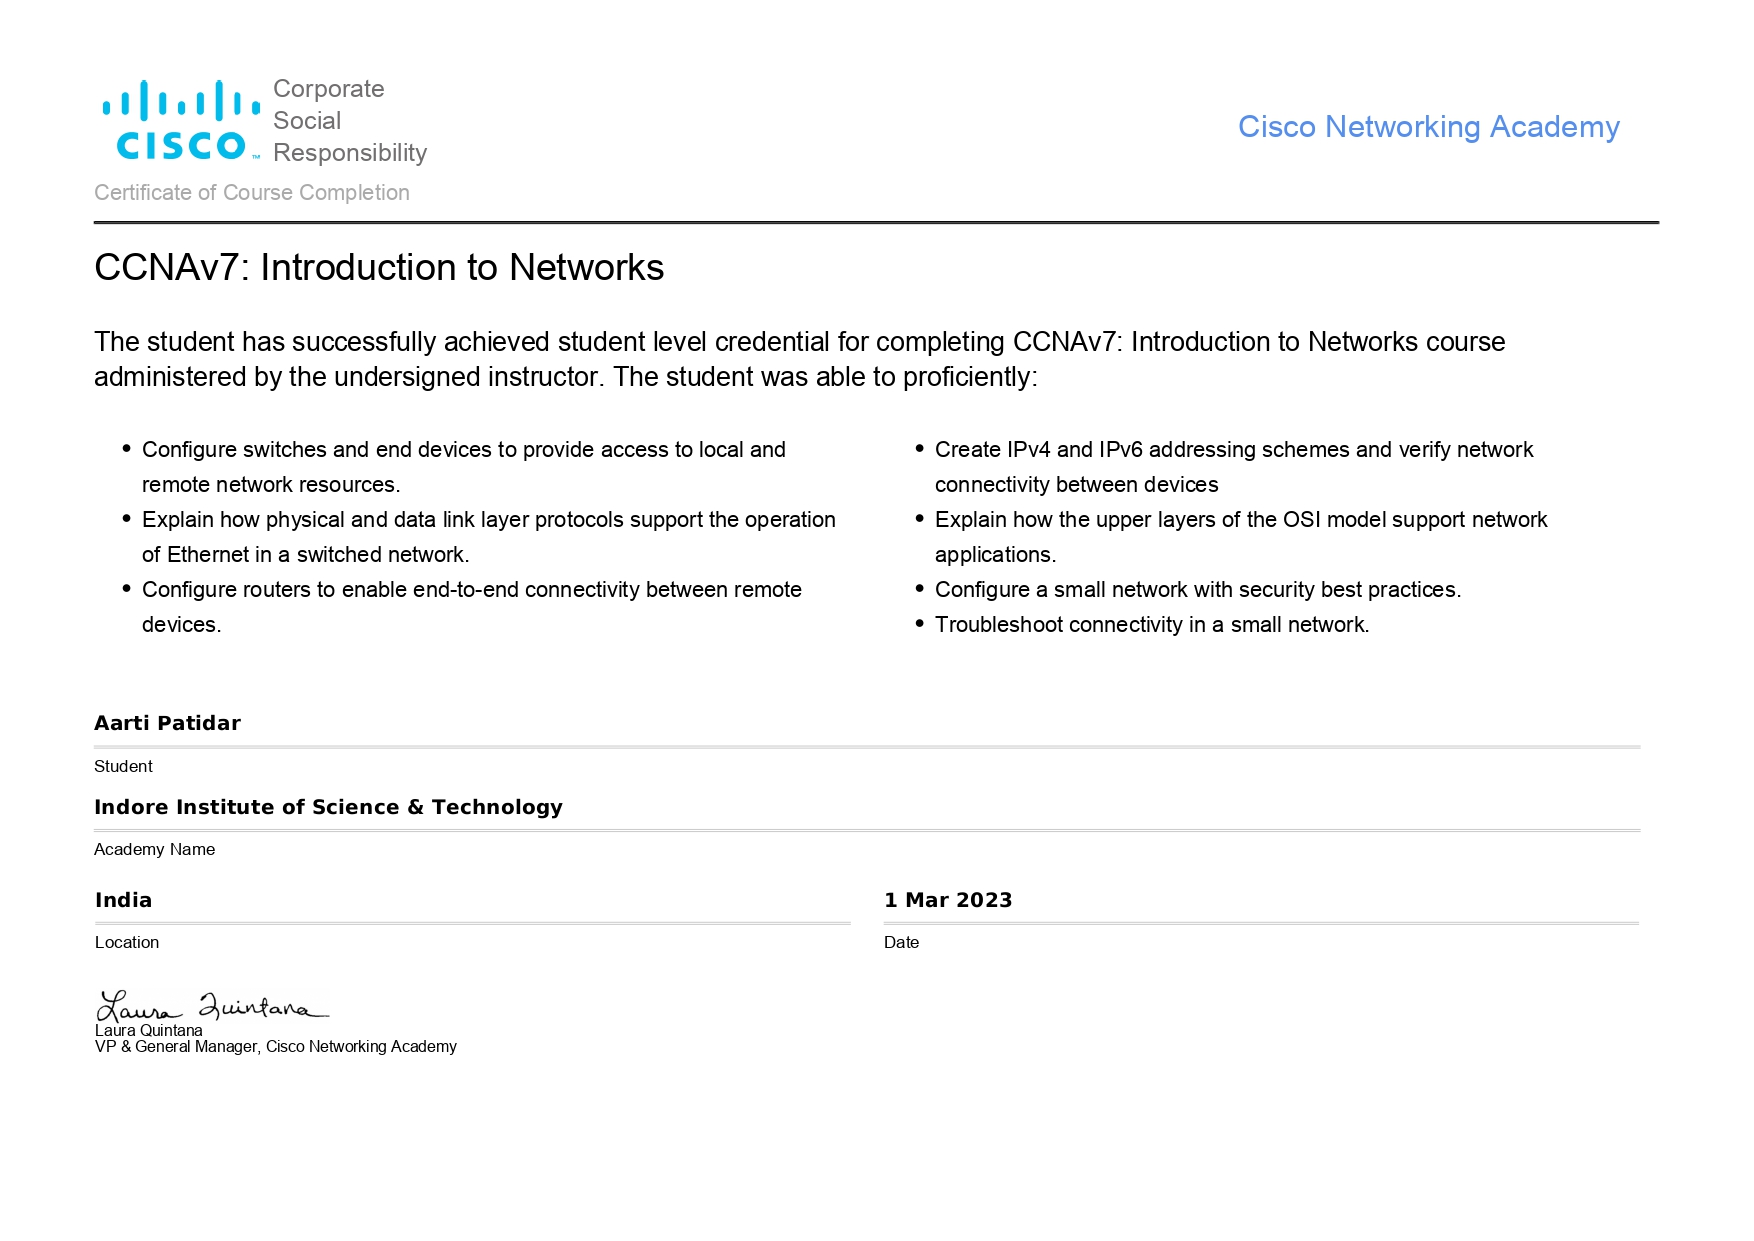 Corporate
Social
Responsibility
CISCO™
Cisco Networking Academy
Certificate of Course Completion
CCNAv7: Introduction to Networks
The student has successfully achieved student level credential for completing CCNAv7: Introduction to Networks course
administered by the undersigned instructor. The student was able to proficiently:
• Configure switches and end devices to provide access to local and
remote network resources.
• Explain how physical and data link layer protocols support the operation
of Ethernet in a switched network.
• Configure routers to enable end-to-end connectivity between remote
devices.
• Create IPv4 and IPv6 addressing schemes and verify network
connectivity between devices
• Explain how the upper layers of the OSI model support network
applications.
• Configure a small network with security best practices.
• Troubleshoot connectivity in a small network.
Aarti Patidar
Student
Indore Institute of Science & Technology
Academy Name
India
Location
1 Mar 2023
Date
Laura Quintana
Laura Quintana
VP & General Manager, Cisco Networking Academy